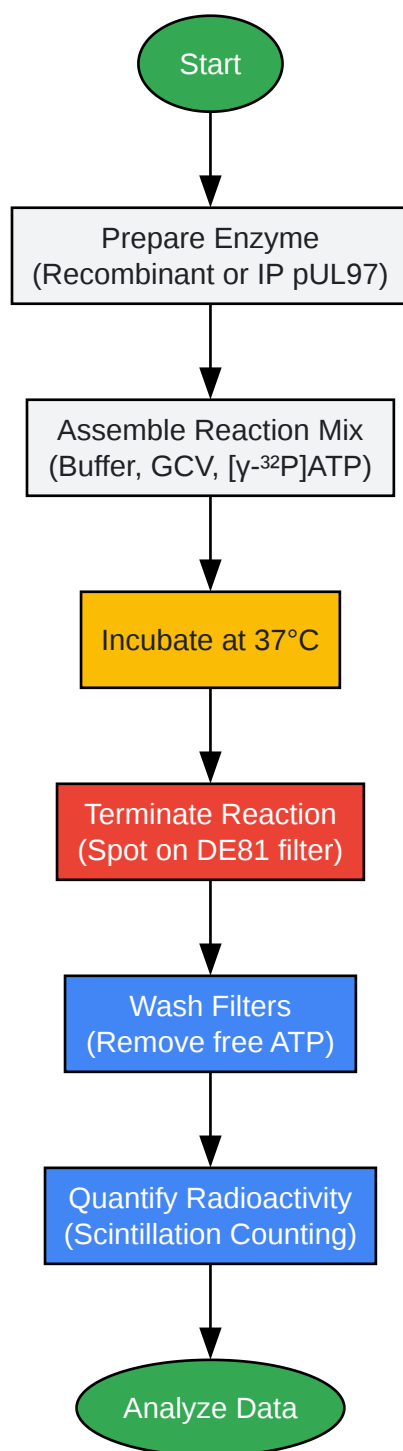 Start
Prepare Enzyme
(Recombinant or IP pUL97)
Assemble Reaction Mix
(Buffer, GCV, [γ-³²P]ATP)
Incubate at 37°C
Terminate Reaction
(Spot on DE81 filter)
Wash Filters
(Remove free ATP)
Quantify Radioactivity
(Scintillation Counting)
Analyze Data